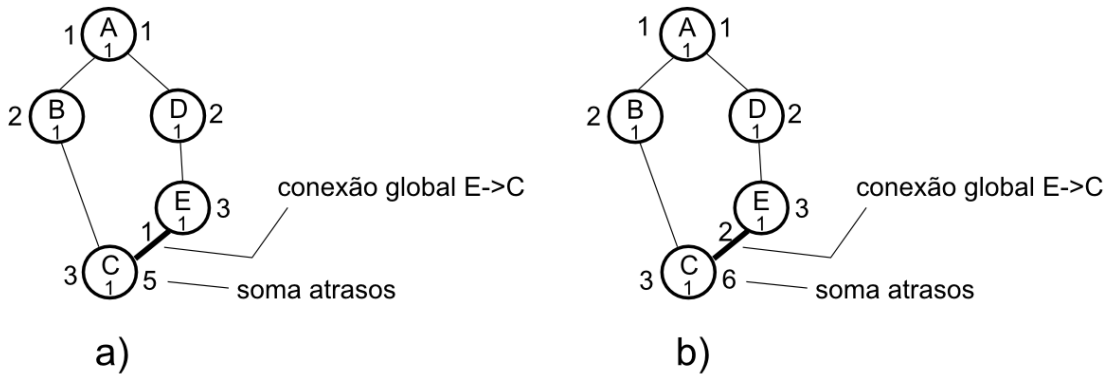 1 A 1 1
2 B 1 D 1 2
conexão global E->C
E 1 3
1
3 C 1 5
soma atrasos
a)
1 A 1 1
2 B 1 D 1 2
conexão global E->C
E 1 3
2
3 C 1 6
soma atrasos
b)